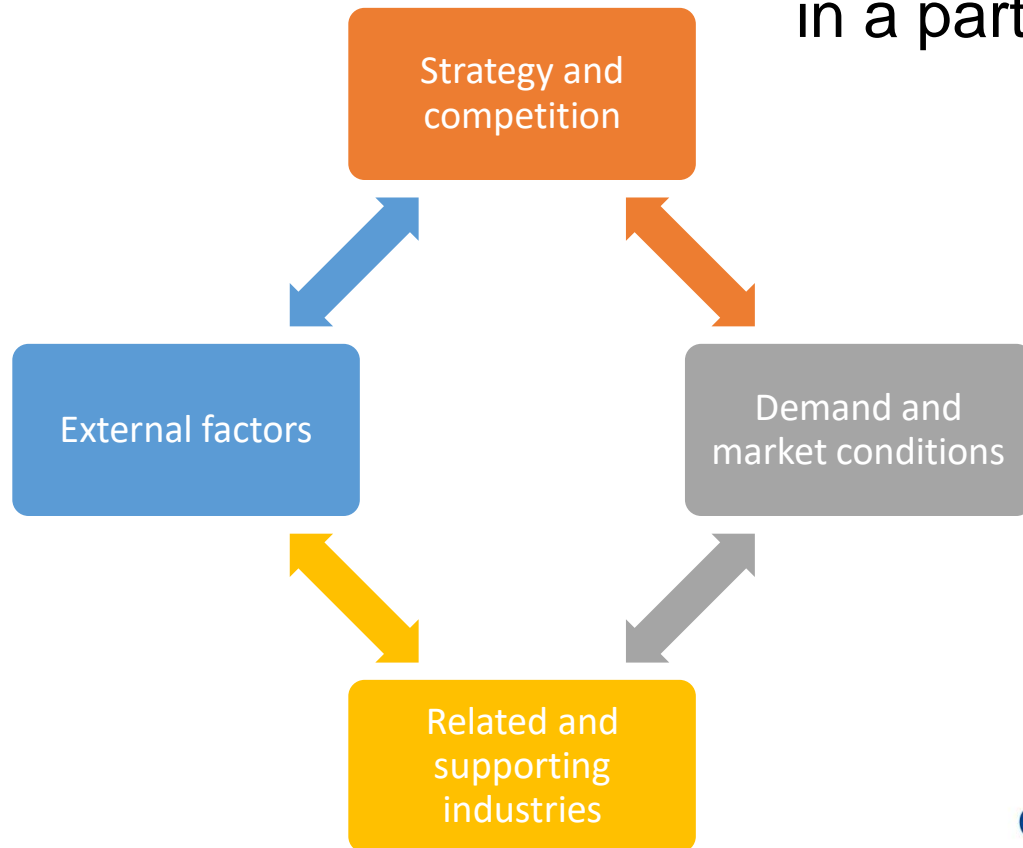 in a part
Strategy and
competition
External factors
Demand and
market conditions
Related and
supporting
industries